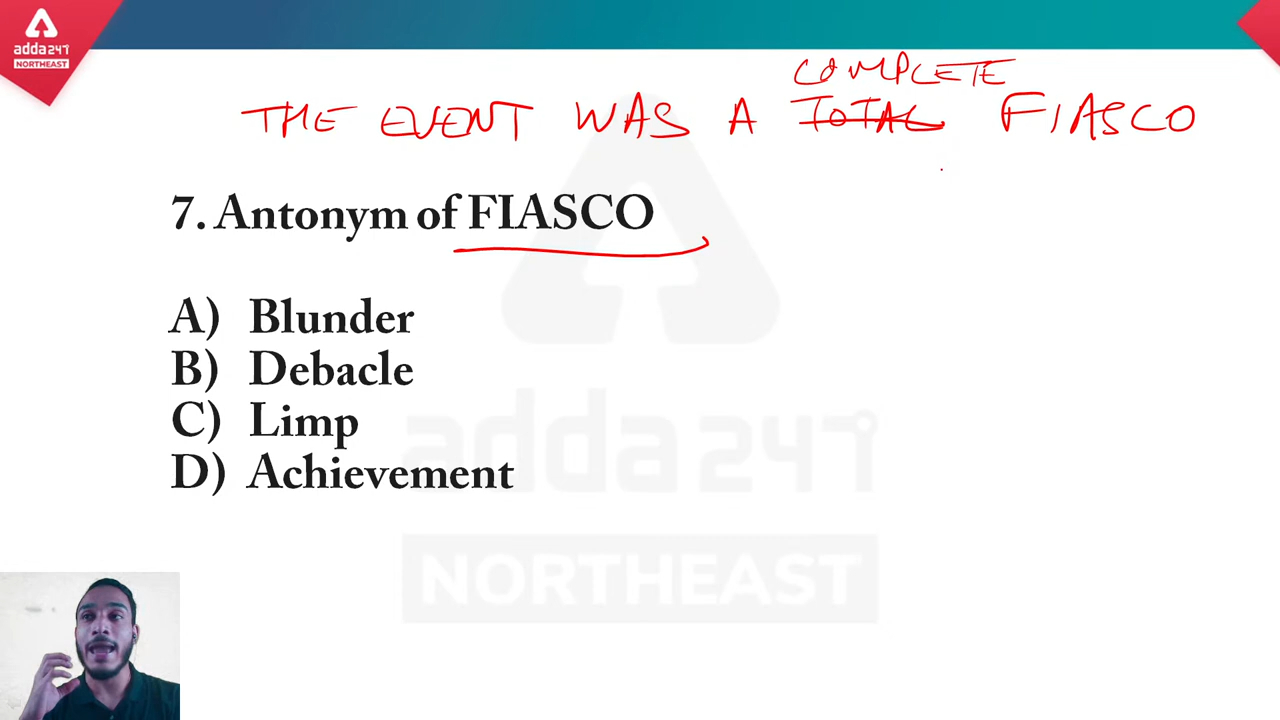 adda247
NORTHEAST
COMPLETE
THE EVENT WAS A TOTAL FIASCO
7. Antonym of FIASCO
A) Blunder
B) Debacle
C) Limp
D) Achievement
adda247
NORTHEAST